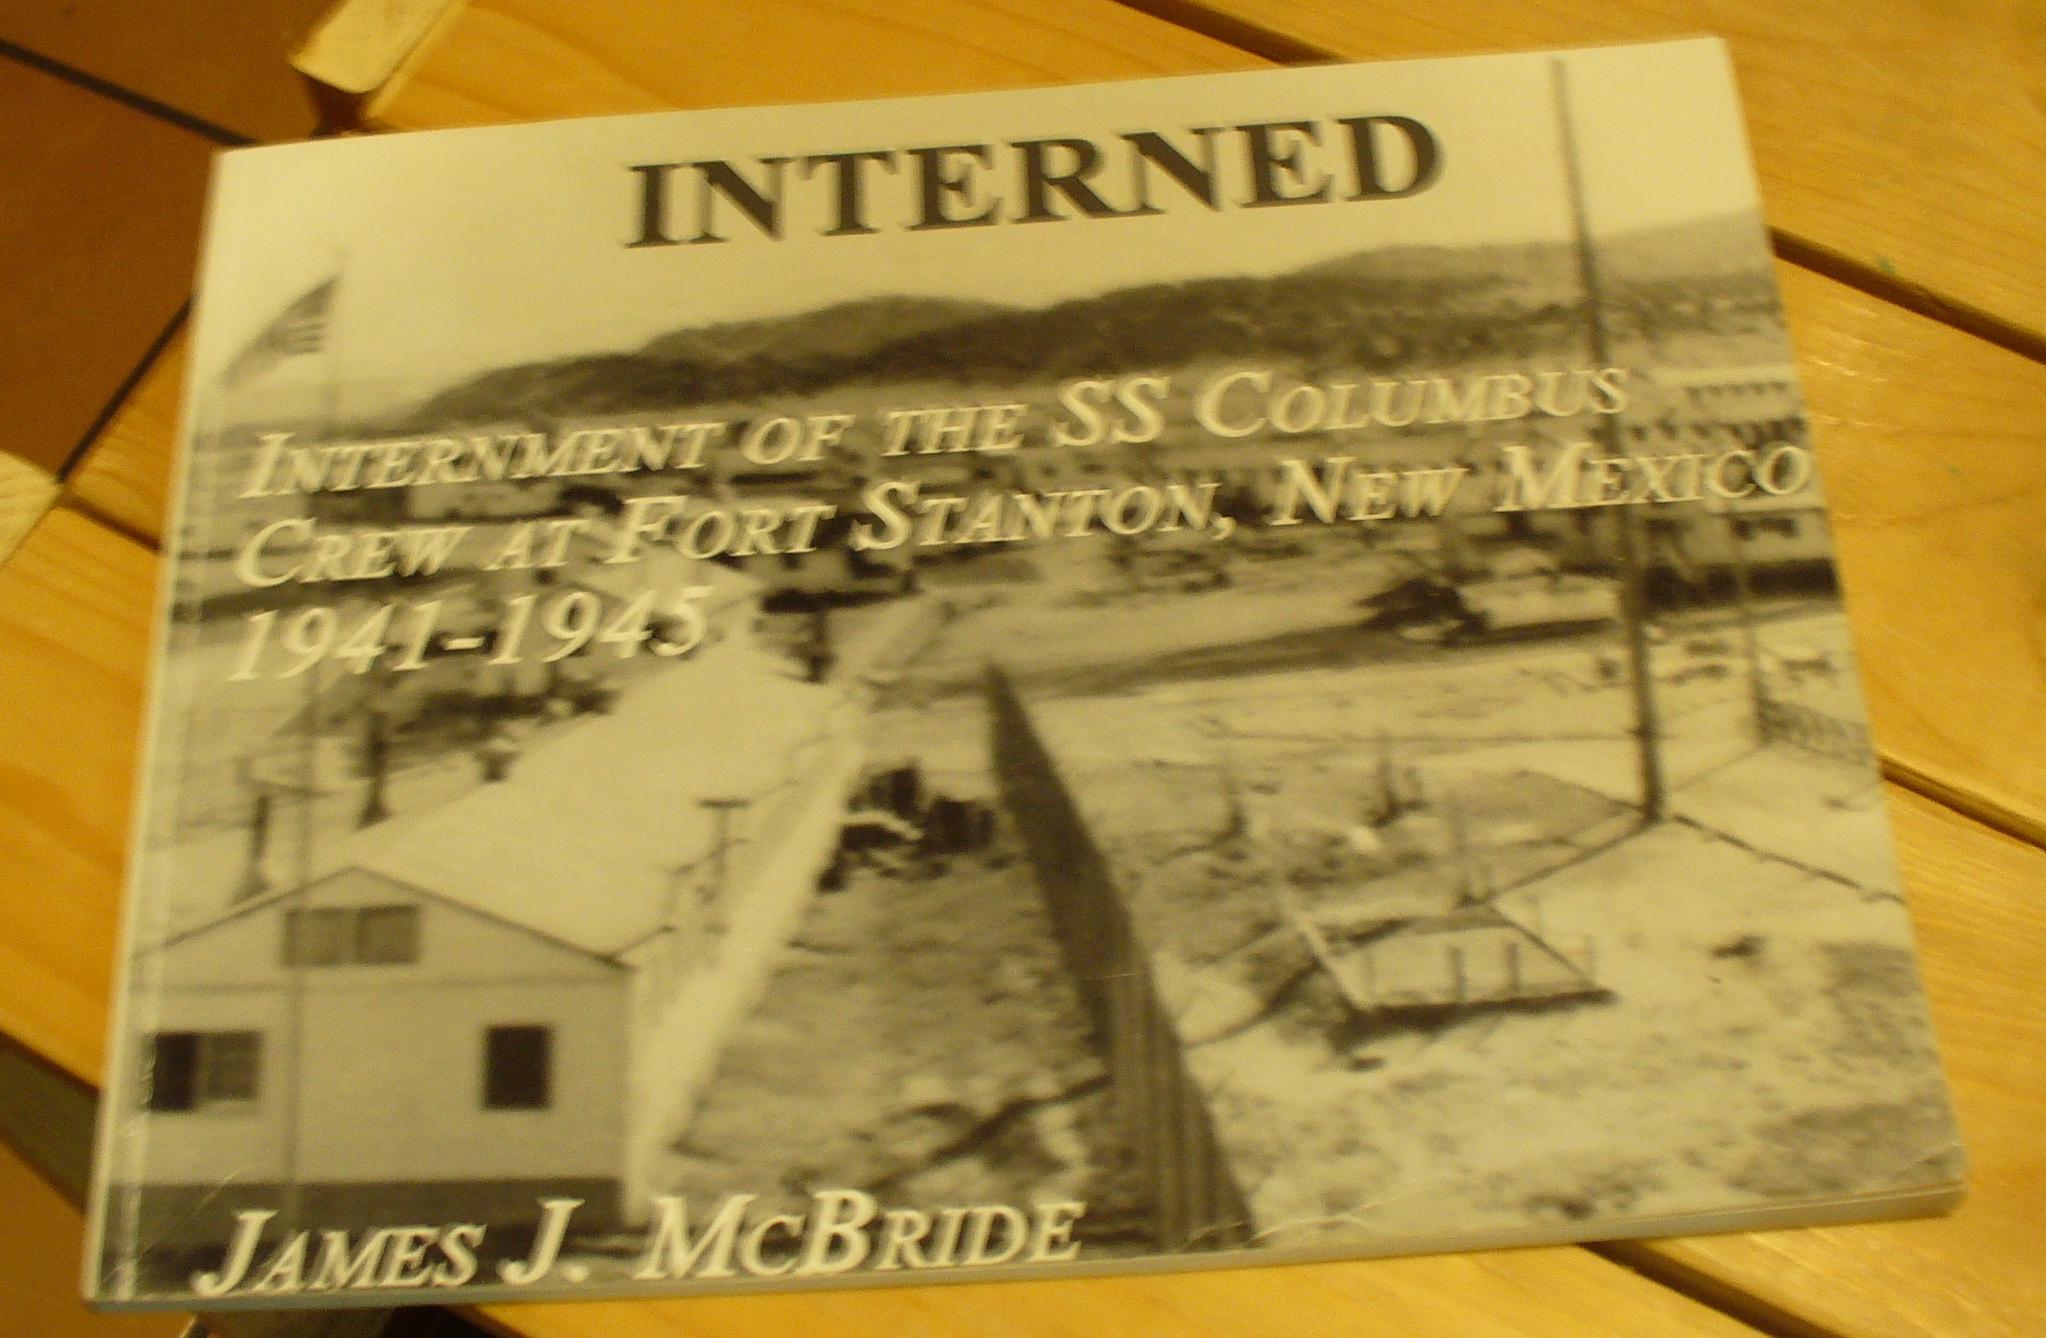 INTERNED
INTERNMENT OF THE SS COLUMBUS
CREW AT FORT STANTON, NEW MEXICO
1941-1945
JAMES J. MCBRIDE